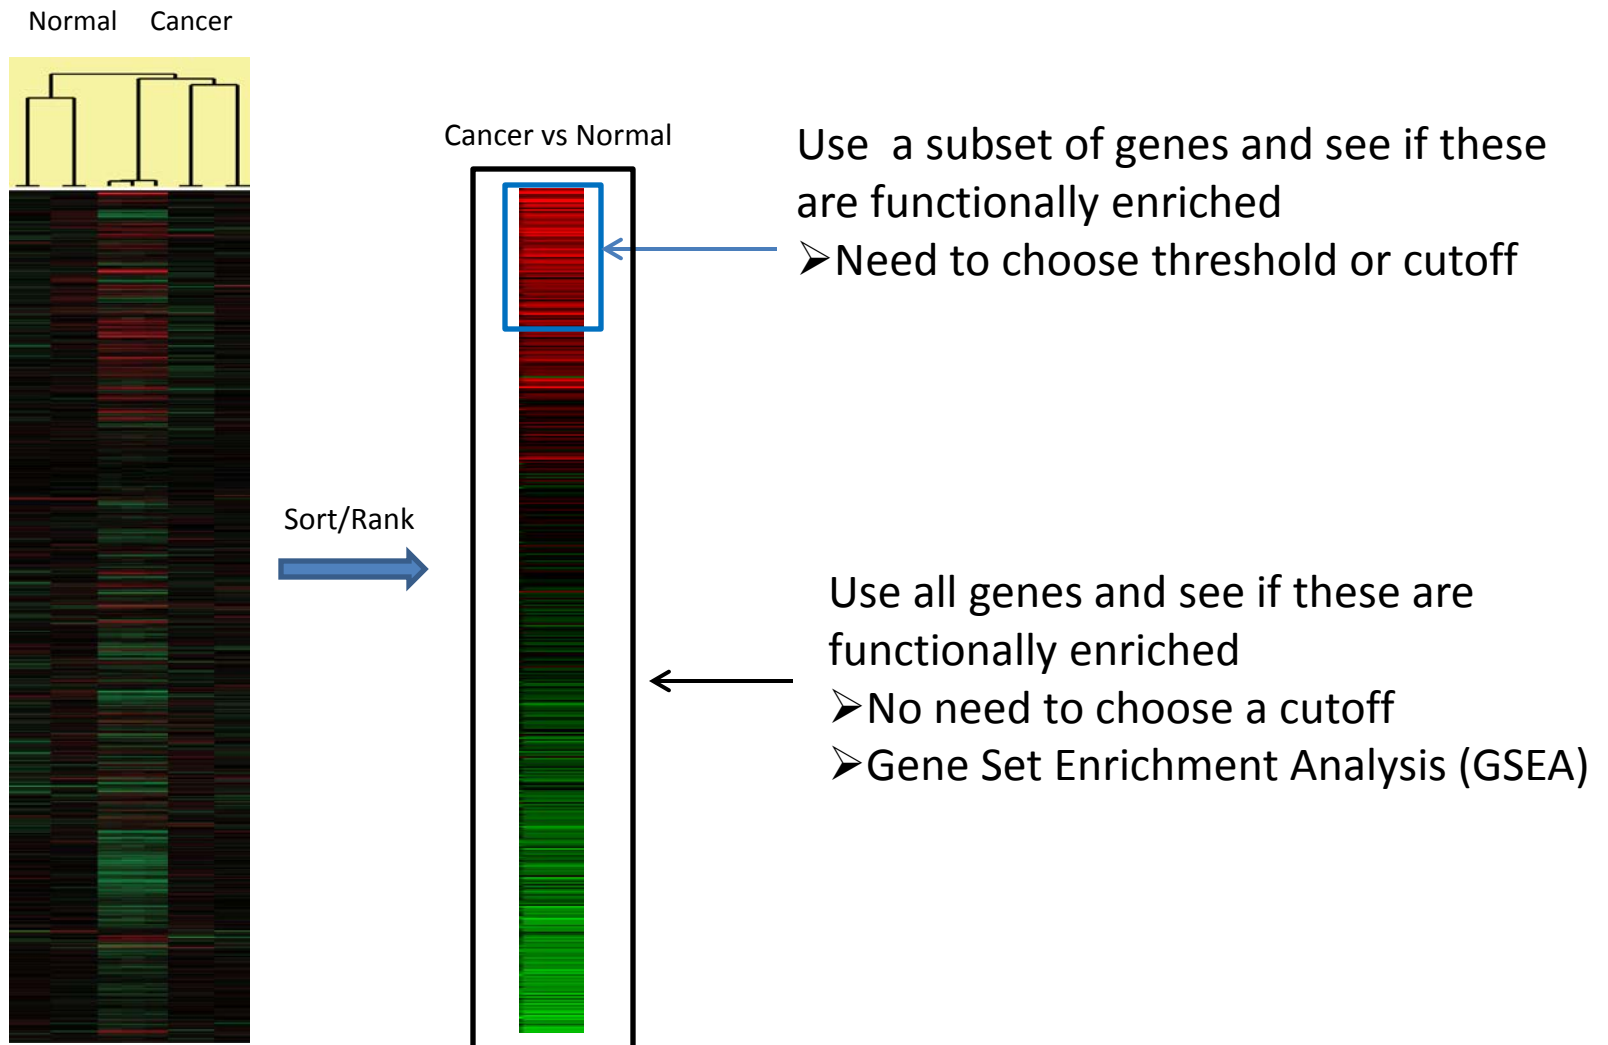 Normal Cancer
Cancer vs Normal
Use a subset of genes and see if these
are functionally enriched
➢Need to choose threshold or cutoff
Sort/Rank
Use all genes and see if these are
functionally enriched
➢No need to choose a cutoff
➢Gene Set Enrichment Analysis (GSEA)